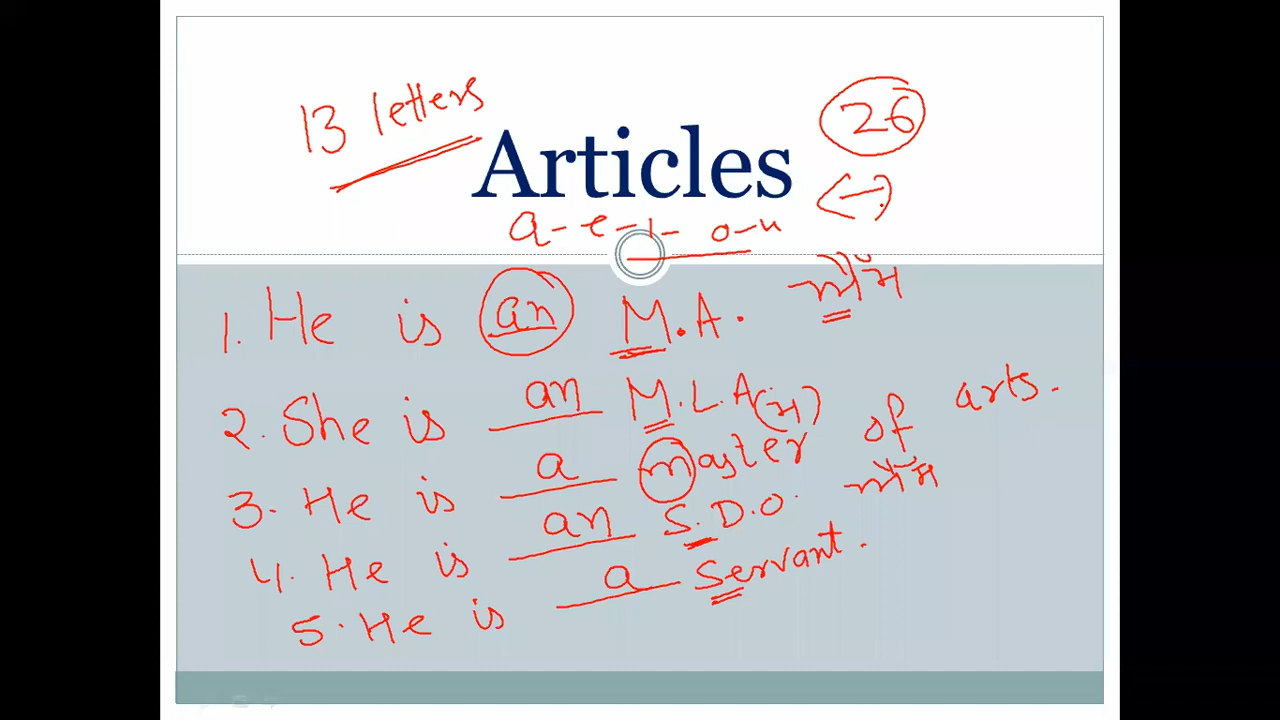 13 letters
26
Articles
a-e-i-o-u
(-)
1. He is an M.A.
2. She is an M.L.A
3. He is a master of arts.
4. He is an S.D.O.
5. He is a Servant.